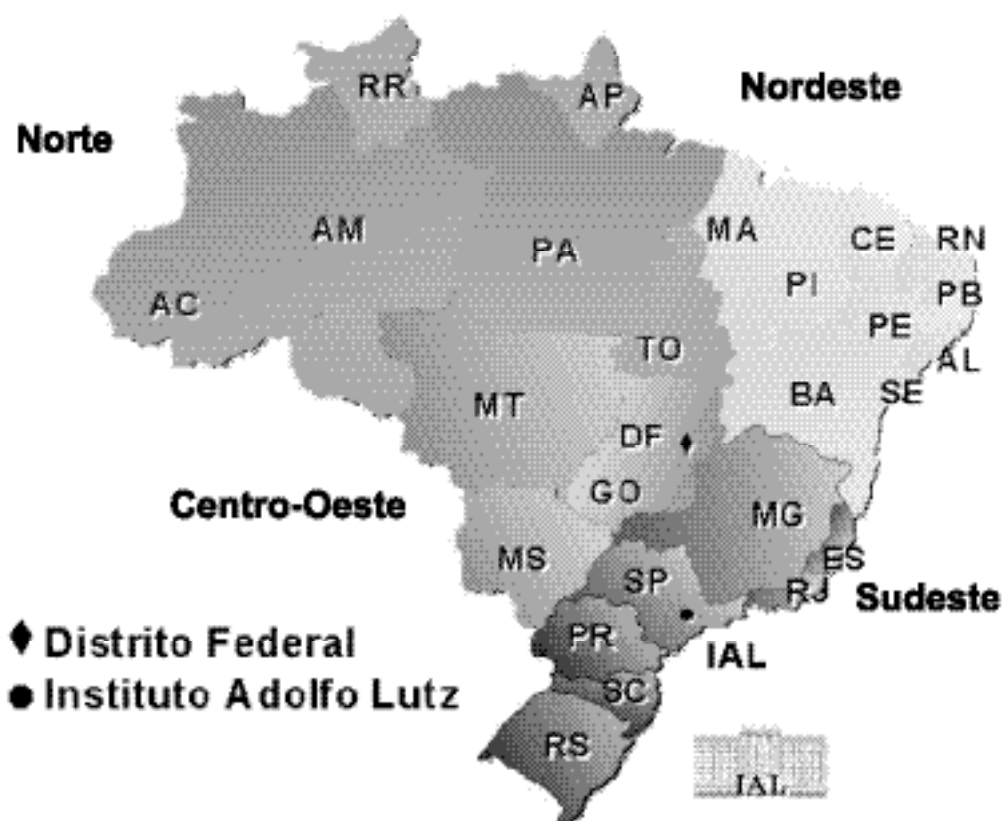 RR
AP
Nordeste
Norte
AM
PA
MA
CE
RN
AC
PI
PB
PE
TO
AL
MT
BA
SE
DF
Centro-Oeste
GO
MG
MS
SP
ES
RJ
Sudeste
Distrito Federal
PR
IAL
Instituto Adolfo Lutz
SC
RS
IAL